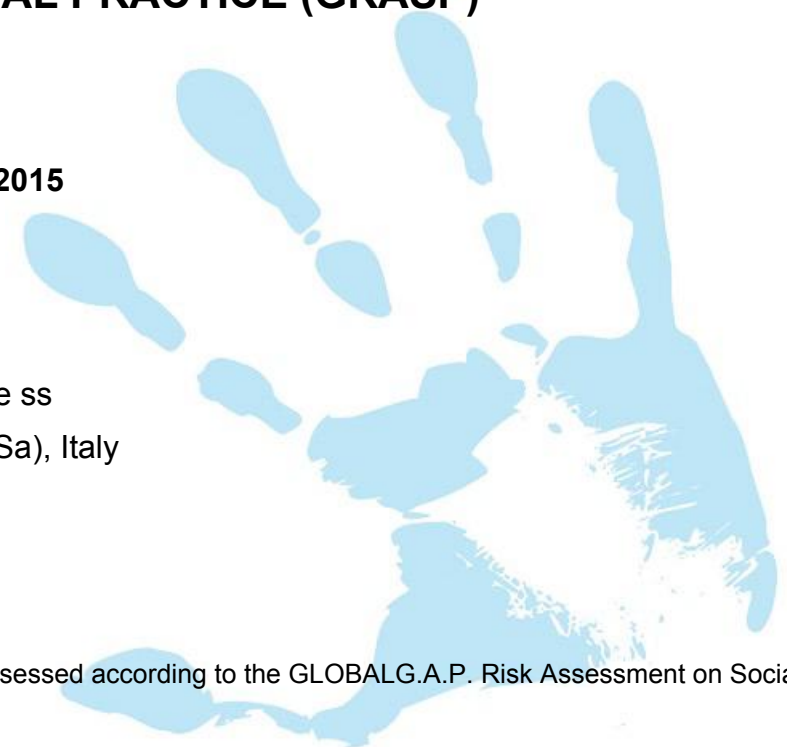 AL PRACTICE (GRASP)
2015
e ss
Sa), Italy
sessed according to the GLOBALG.A.P. Risk Assessment on Socia